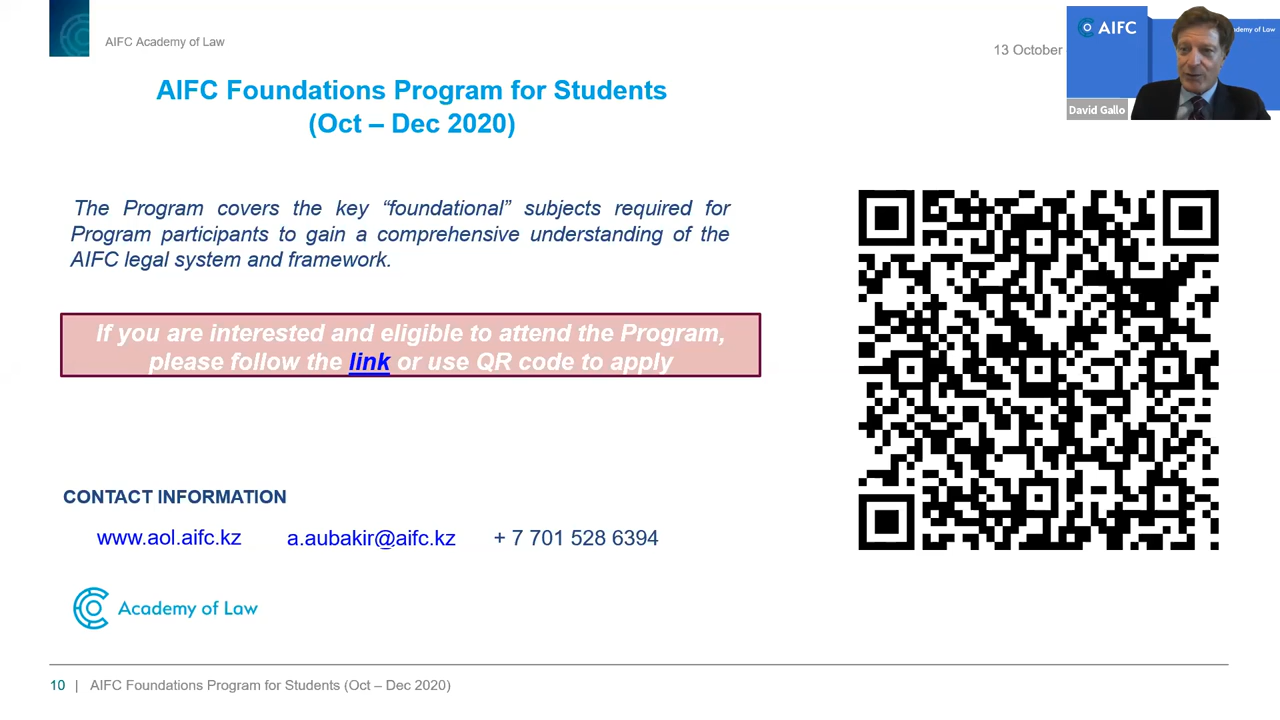 AIFC Academy of Law
13 October
AIFC
ademy of Law
David Gallo
AIFC Foundations Program for Students
(Oct – Dec 2020)
The Program covers the key “foundational” subjects required for
Program participants to gain a comprehensive understanding of the
AIFC legal system and framework.
If you are interested and eligible to attend the Program,
please follow the link or use QR code to apply
CONTACT INFORMATION
www.aol.aifc.kz a.aubakir@aifc.kz + 7 701 528 6394
Academy of Law
10 | AIFC Foundations Program for Students (Oct – Dec 2020)